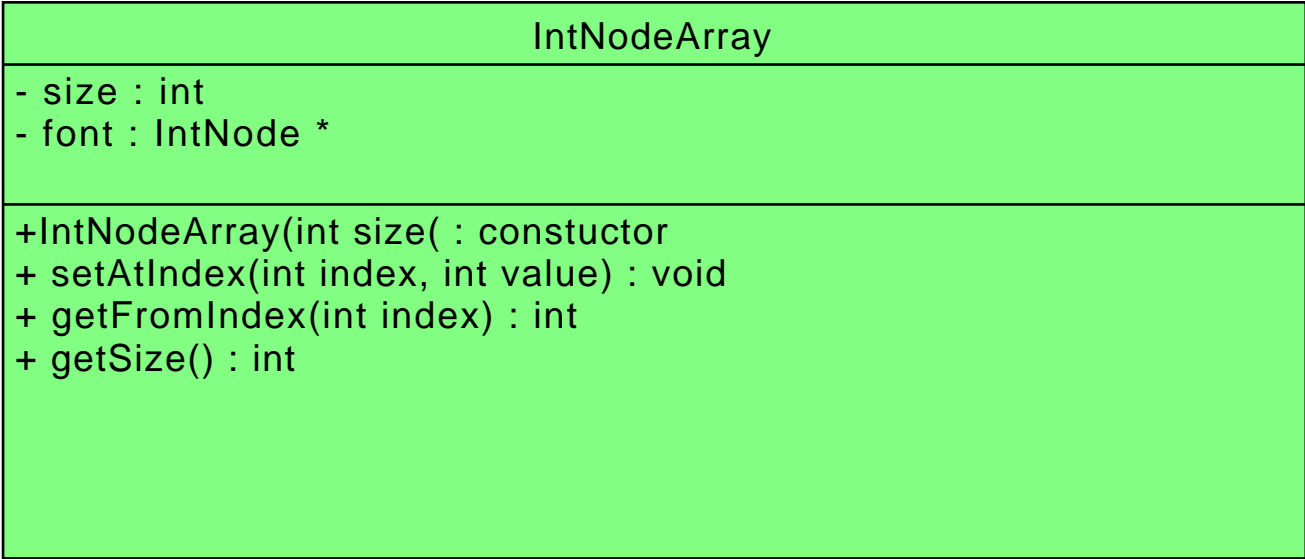 IntNodeArray
- size : int
- font : IntNode *
+IntNodeArray(int size( : constuctor
+ setAtIndex(int index, int value) : void
+ getFromIndex(int index) : int
+ getSize() : int